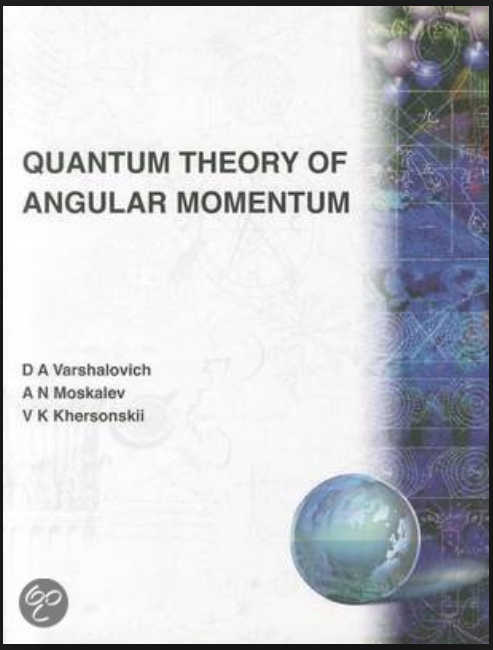 QUANTUM THEORY OF
ANGULAR MOMENTUM
D A Varshalovich
A N Moskalev
V K Khersonskii